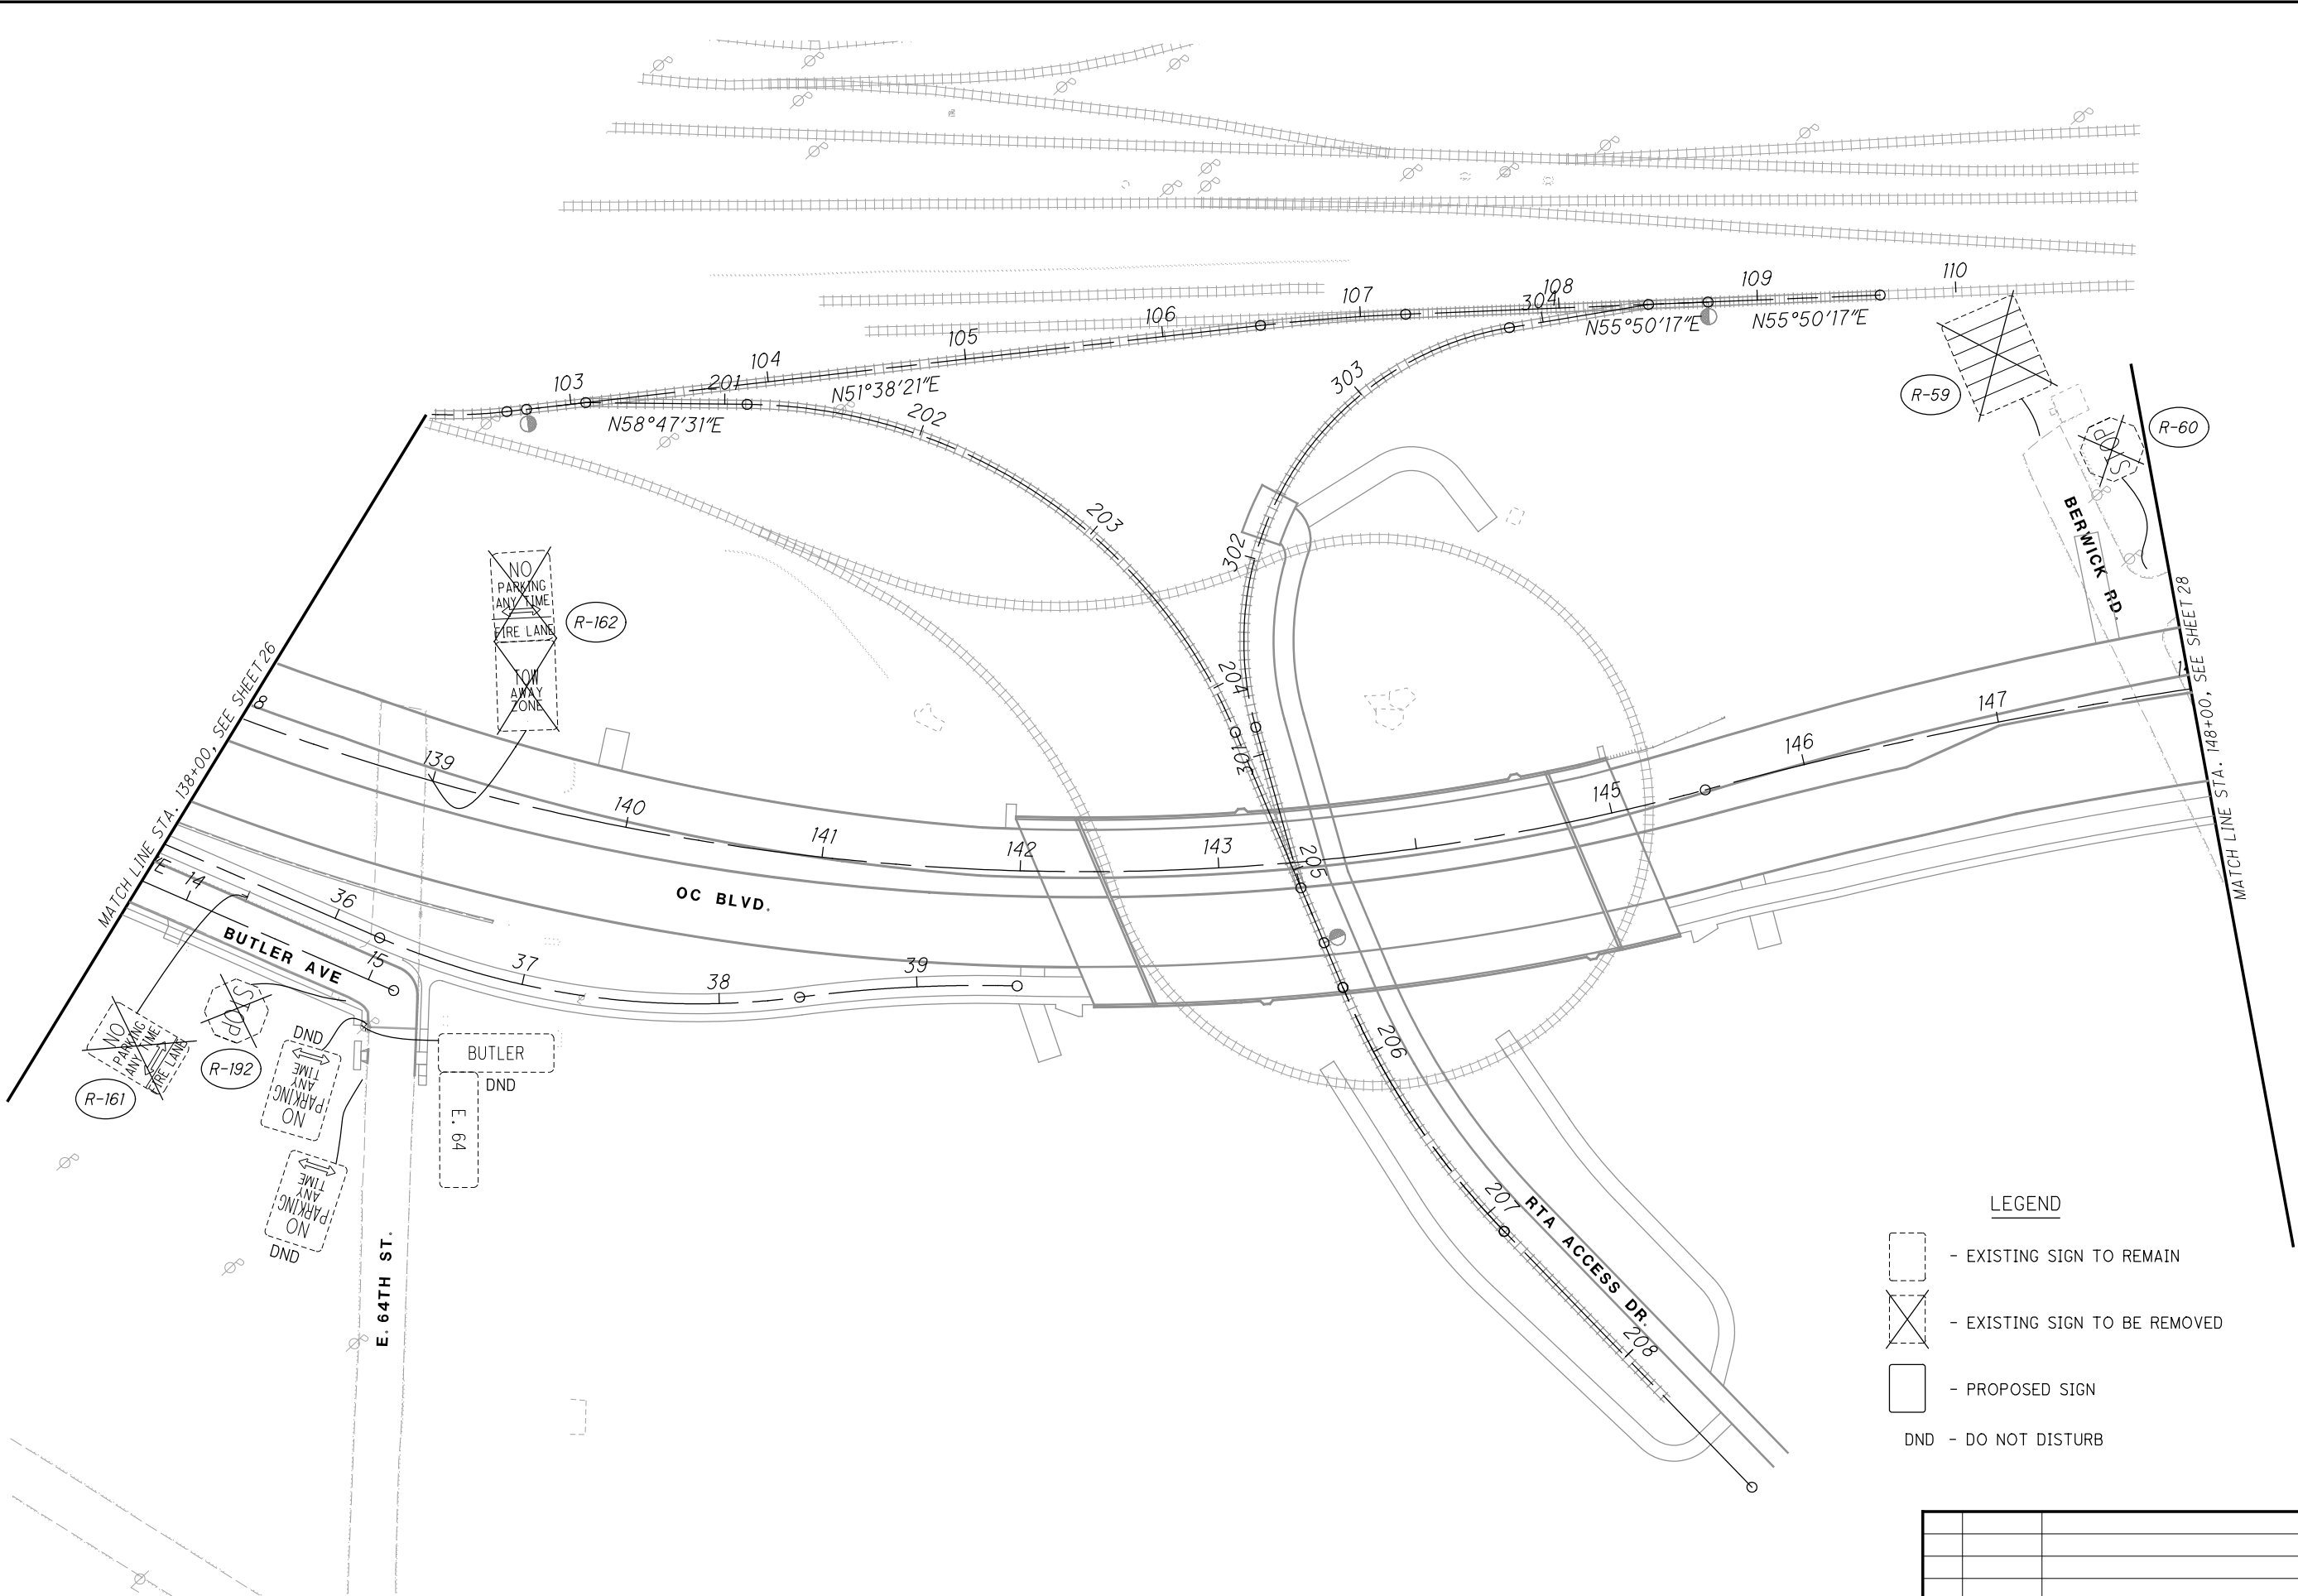 110
109
108
107
304
106
105
104
103
201
N55°50'17"E
N55°50'17"E
N51°38'21"E
N58°47'31"E
202
303
203
302
204
301
R-59
STOP
R-60
BERWICK RD.
NO
PARKING
ANY TIME
FIRE LANE
TOW
AWAY
ZONE
R-162
MATCH LINE STA. 138+00, SEE SHEET 26
MATCH LINE STA. 148+00, SEE SHEET 28
8
139
140
141
142
143
145
146
147
205
206
207
208
OC BLVD.
E
14
15
36
37
38
39
BUTLER AVE
NO
PARKING
ANY TIME
FIRE LANE
R-161
STOP
R-192
DND
NO
PARKING
ANY
TIME
NO
PARKING
ANY
TIME
DND
BUTLER
DND
E. 64
E. 64TH ST.
RTA ACCESS DR.
LEGEND
- EXISTING SIGN TO REMAIN
- EXISTING SIGN TO BE REMOVED
- PROPOSED SIGN
DND - DO NOT DISTURB